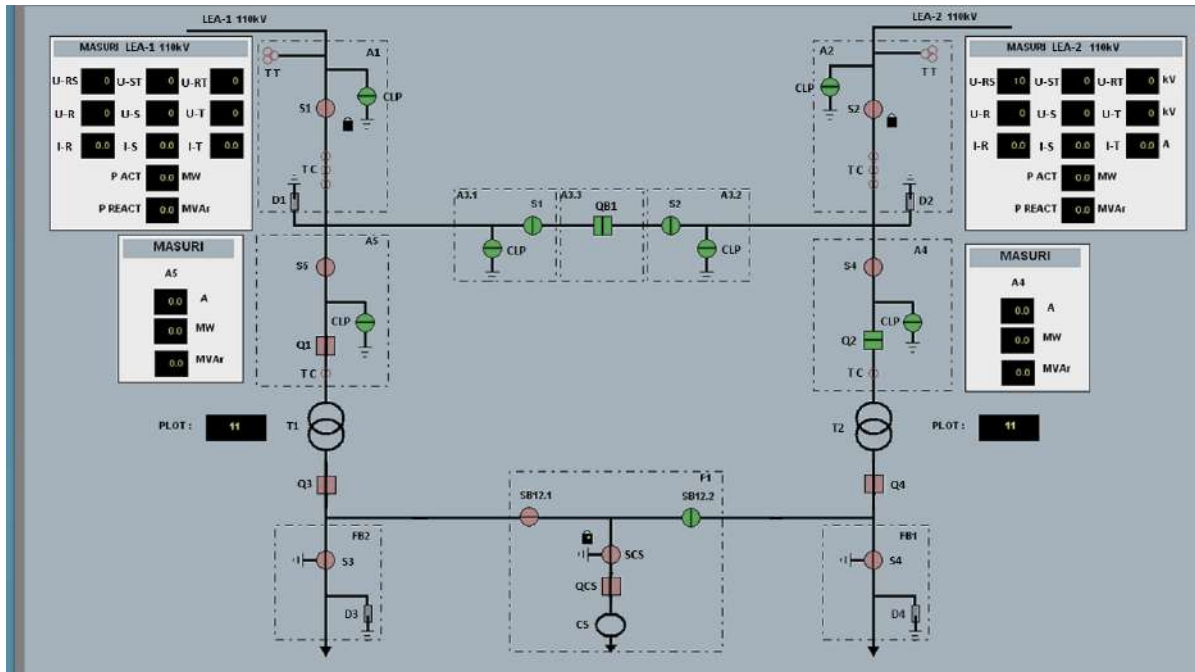 LEA-1 110kV
LEA-2 110kV
MASURI LEA-1 110kV
U-RS 0 U-ST 0 U-RT 0
U-R 0 U-S 0 U-T 0
I-R 0.0 I-S 0.0 I-T 0.0
P ACT 0.0 MW
P REACT 0.0 MVAr
A1
TT
CLP
S1
TC
D1
A2
TT
CLP
S2
TC
D2
MASURI LEA-2 110kV
U-RS 10 U-ST 0 U-RT 0 kV
U-R 0 U-S 0 U-T 0 kV
I-R 0.0 I-S 0.0 I-T 0.0 A
P ACT 0.0 MW
P REACT 0.0 MVAr
A3.1 A3.3 A3.2
S1 QB1 S2
CLP CLP
MASURI
A5
0.0 A
0.0 MW
0.0 MVAr
A5
S5
CLP
Q1
TC
A4
S4
CLP
Q2
TC
MASURI
A4
0.0 A
0.0 MW
0.0 MVAr
PLOT : 11 T1
T2 PLOT : 11
Q3
Q4
F1
SB12.1 SB12.2
FB2
S3
D3
SCS
QCS
CS
FB1
S4
D4